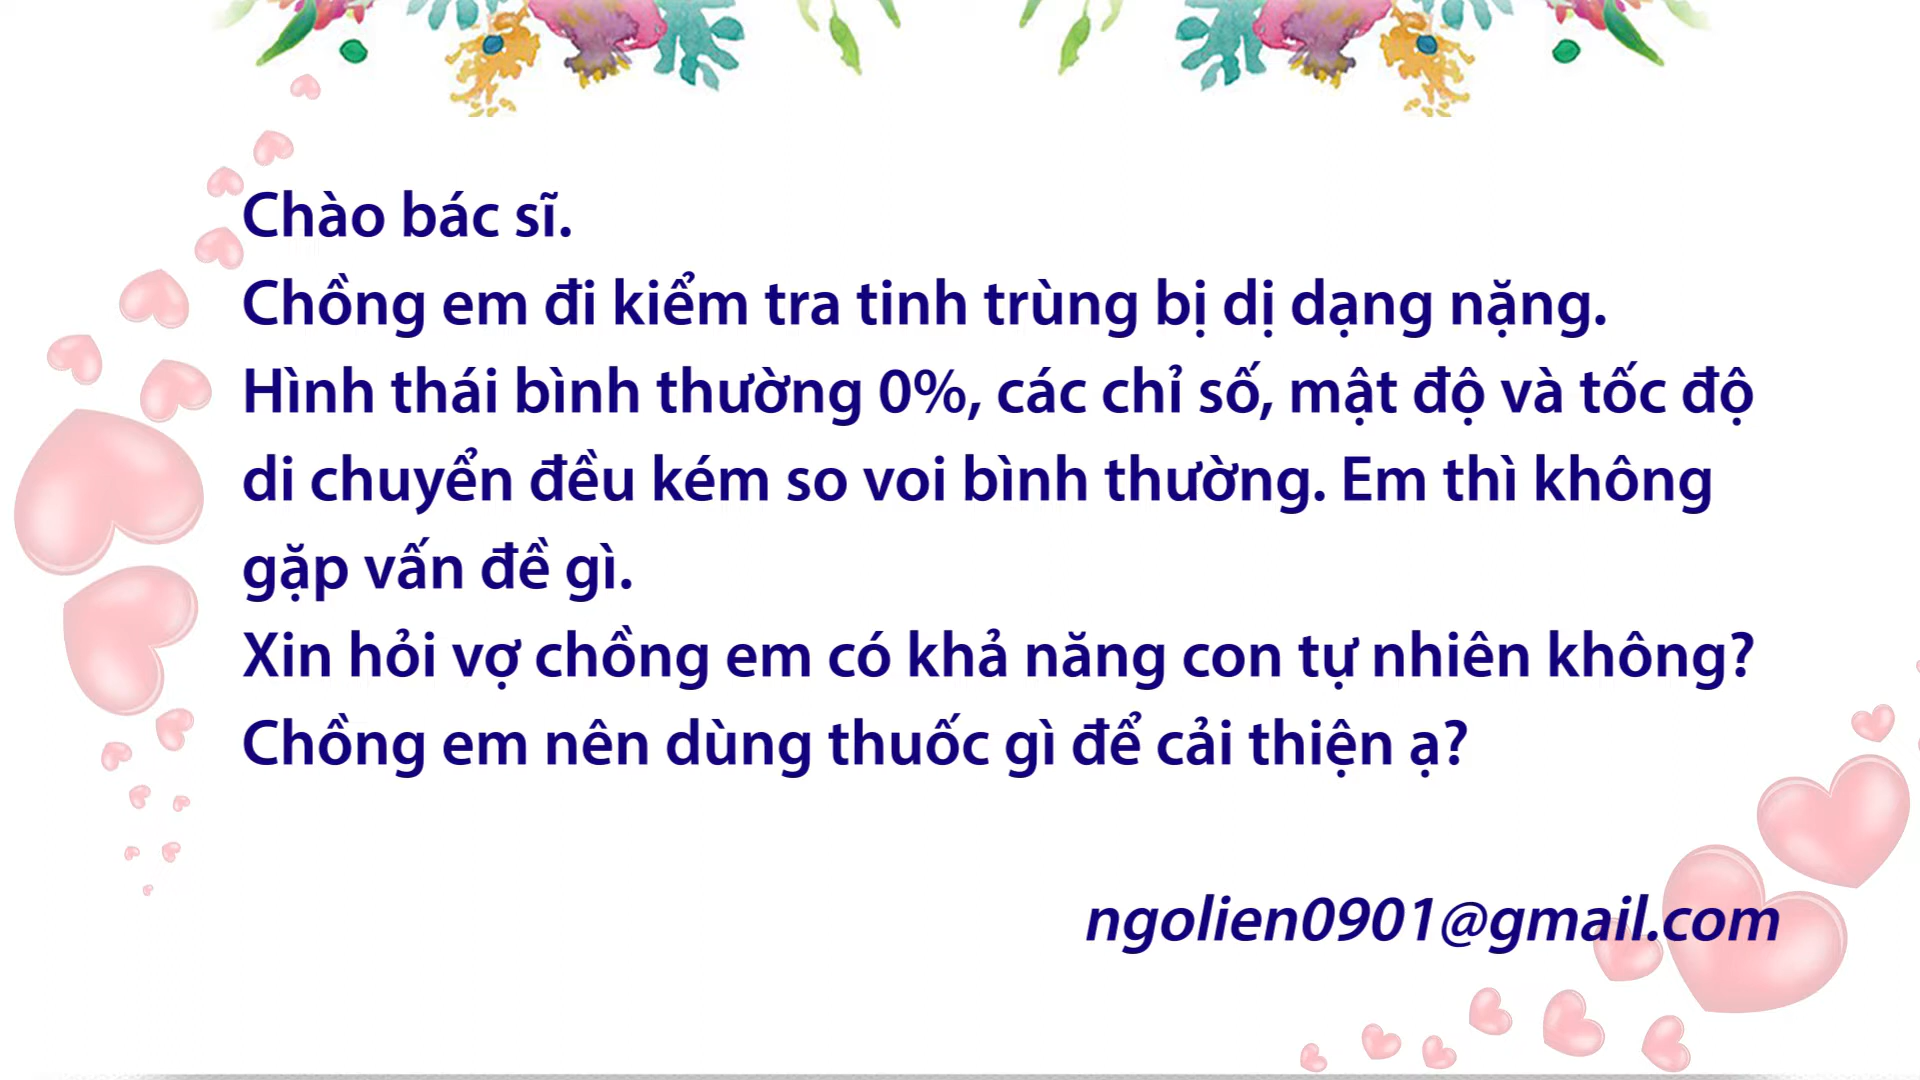 Chào bác sĩ.
Chồng em đi kiểm tra tinh trùng bị dị dạng nặng.
Hình thái bình thường 0%, các chỉ số, mật độ và tốc độ
di chuyển đều kém so voi bình thường. Em thì không
gặp vấn đề gì.
Xin hỏi vợ chồng em có khả năng con tự nhiên không?
Chồng em nên dùng thuốc gì để cải thiện ạ?
ngolien0901@gmail.com